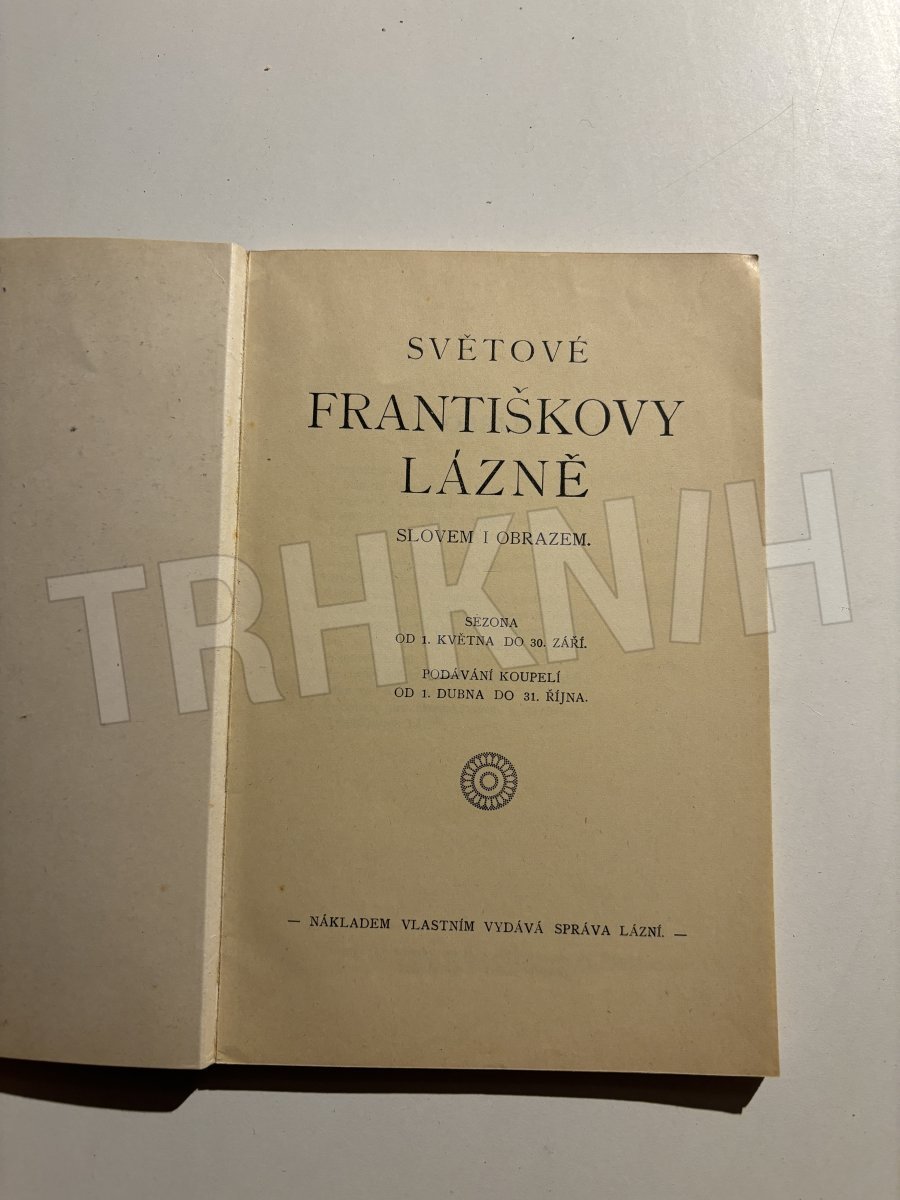 SVĚTOVÉ
FRANTIŠKOVY
LÁZNĚ
SLOVEM I OBRAZEM.
SEZONA
OD 1. KVĚTNA DO 30. ZÁŘÍ.
PODÁVÁNÍ KOUPELÍ
OD 1. DUBNA DO 31. ŘÍJNA.
— NÁKLADEM VLASTNÍM VYDÁVÁ SPRÁVA LÁZNÍ. —
TRHKNIH